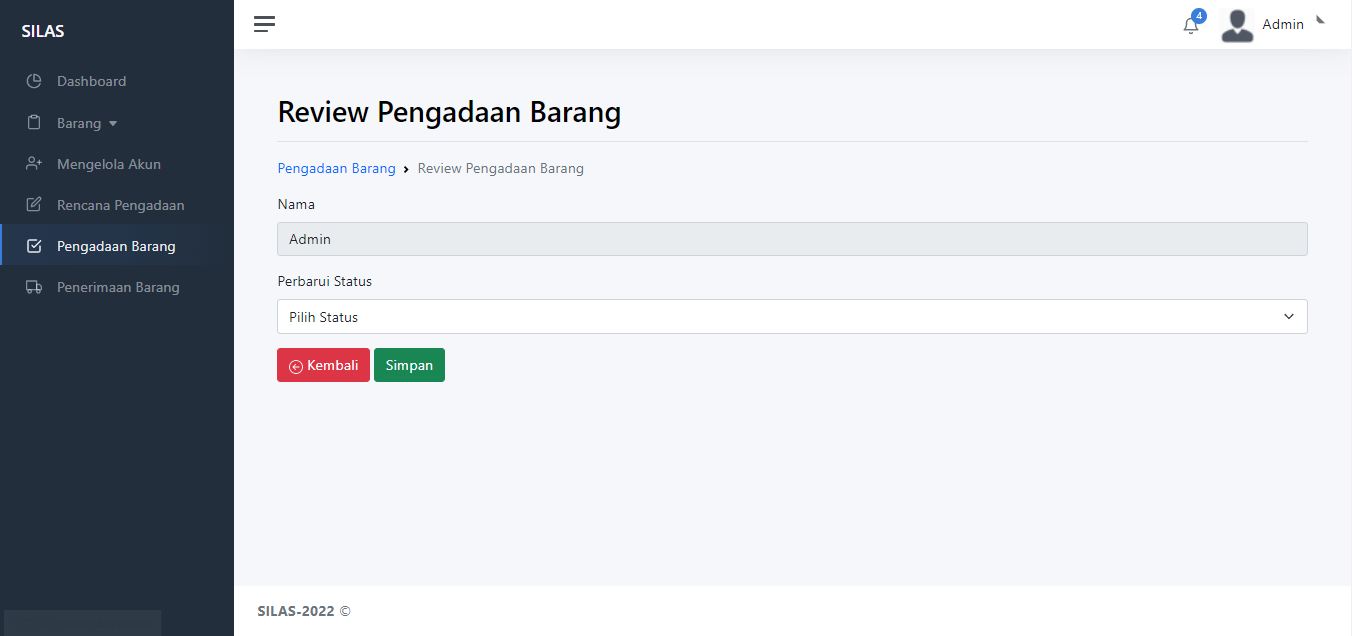 SILAS
4
Admin
Dashboard
Barang
Mengelola Akun
Rencana Pengadaan
Pengadaan Barang
Penerimaan Barang
Review Pengadaan Barang
Pengadaan Barang › Review Pengadaan Barang
Nama
Admin
Perbarui Status
Pilih Status
Kembali
Simpan
SILAS-2022 ©